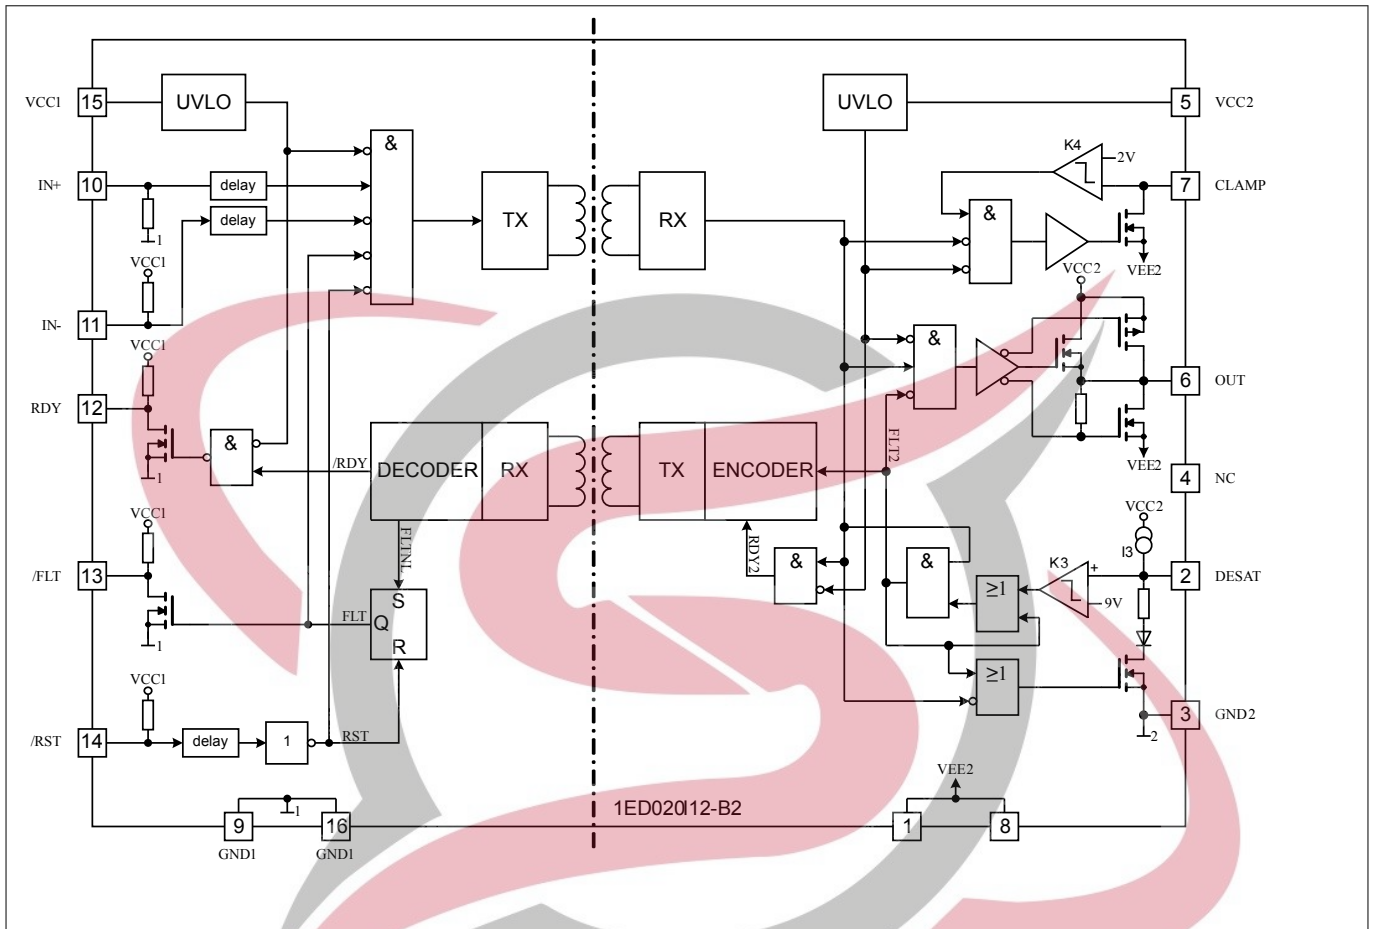 VCC1 15 UVLO UVLO 5 VCC2
K4 2V
&
IN+ 10 delay 7 CLAMP
delay TX RX &
1
VCC1 VEE2
VCC2
IN- 11
VCC1 &
6 OUT
RDY 12
& FLT2
/RDY DECODER RX TX ENCODER VEE2
1 4 NC
VCC1 VCC2
FLTNL RDY2 I3
& & K3 +
/FLT 13 ≥1 2 DESAT
S 9V
FLT Q
1 R
≥1
VCC1
3 GND2
/RST 14 delay 1 RST 2
VEE2
1 1ED020I12-B2
9 16 1 8
GND1 GND1